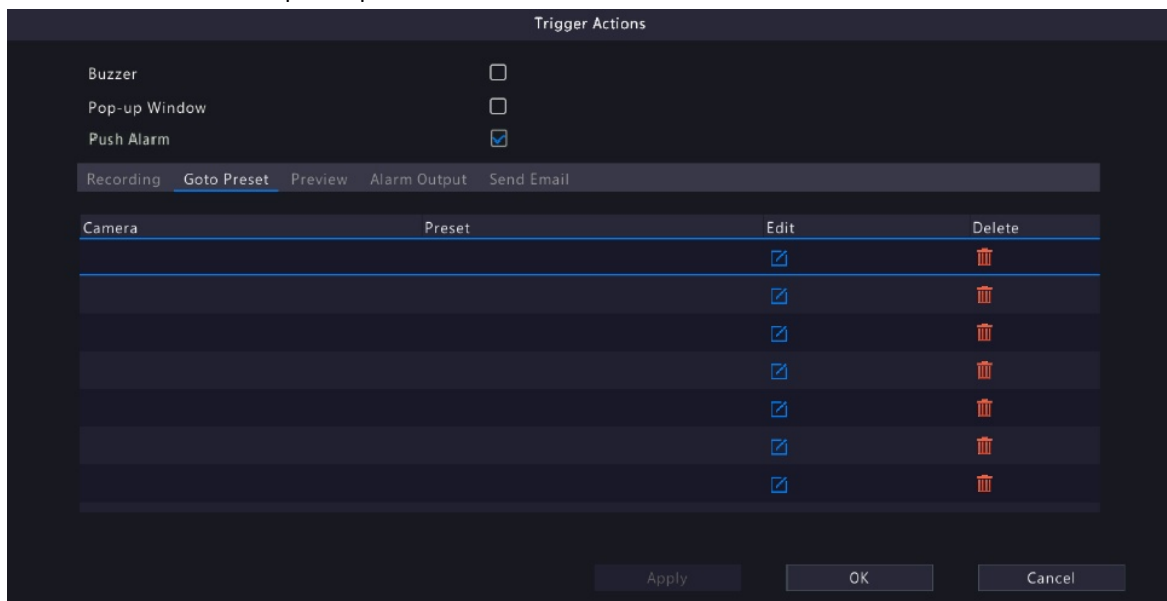 Trigger Actions
Buzzer
Pop-up Window
Push Alarm
Recording Goto Preset Preview Alarm Output Send Email
Camera Preset Edit Delete
Apply OK Cancel